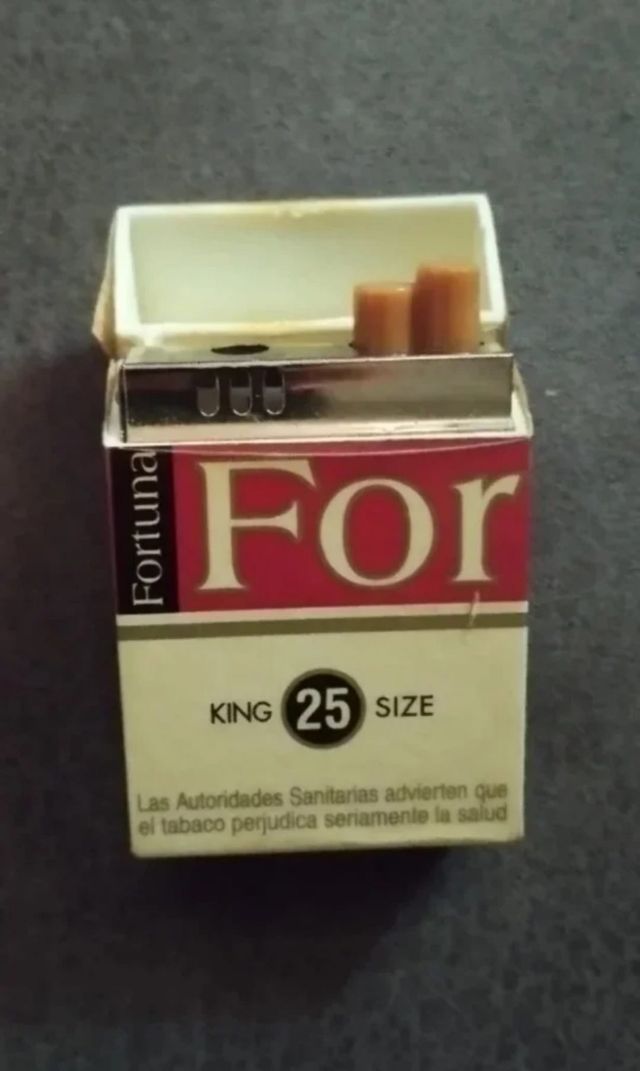 Fortuna
For
KING 25 SIZE
Las Autoridades Sanitarias advierten que
el tabaco perjudica seriamente la salud